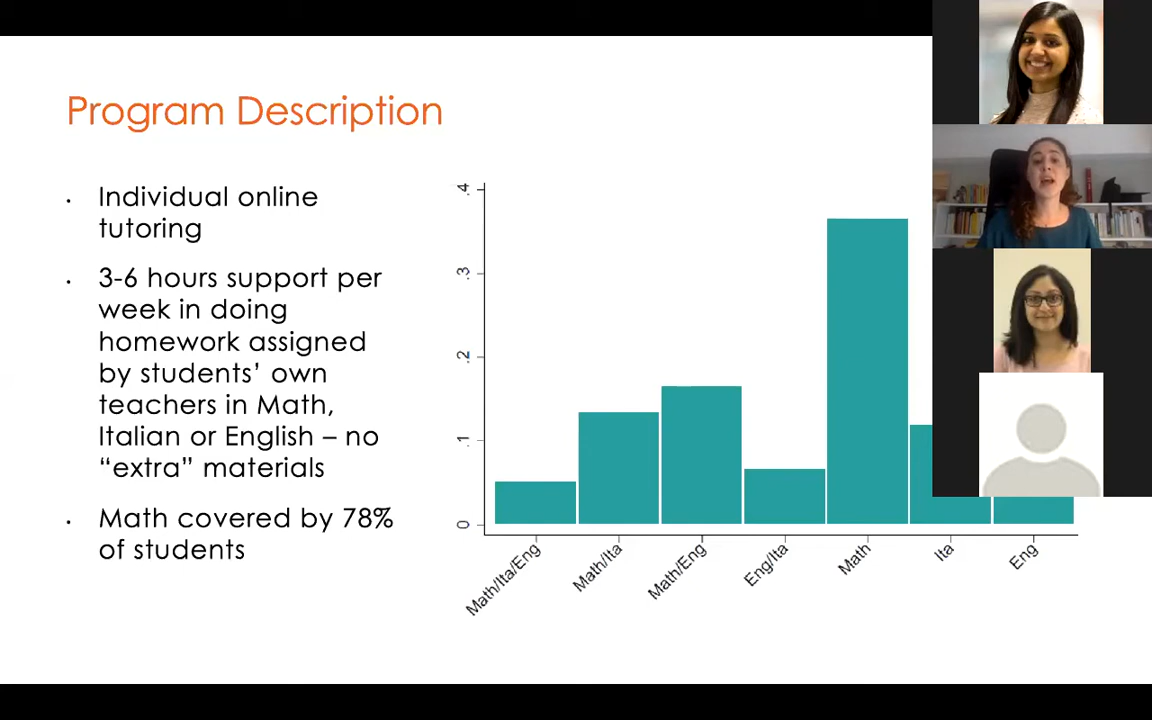 Program Description
• Individual online
tutoring
• 3-6 hours support per
week in doing
homework assigned
by students’ own
teachers in Math,
Italian or English – no
“extra” materials
• Math covered by 78%
of students
.4
.3
.2
.1
0
Math/Ita/Eng
Math/Ita
Math/Eng
Eng/Ita
Math
Ita
Eng